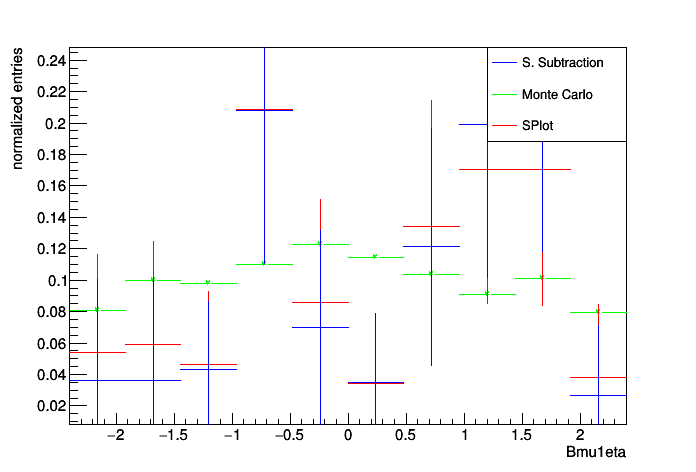 normalized entries
0.24
0.22
0.2
0.18
0.16
0.14
0.12
0.1
0.08
0.06
0.04
0.02
S. Subtraction
Monte Carlo
SPlot
−2 −1.5 −1 −0.5 0 0.5 1 1.5 2
Bmu1eta